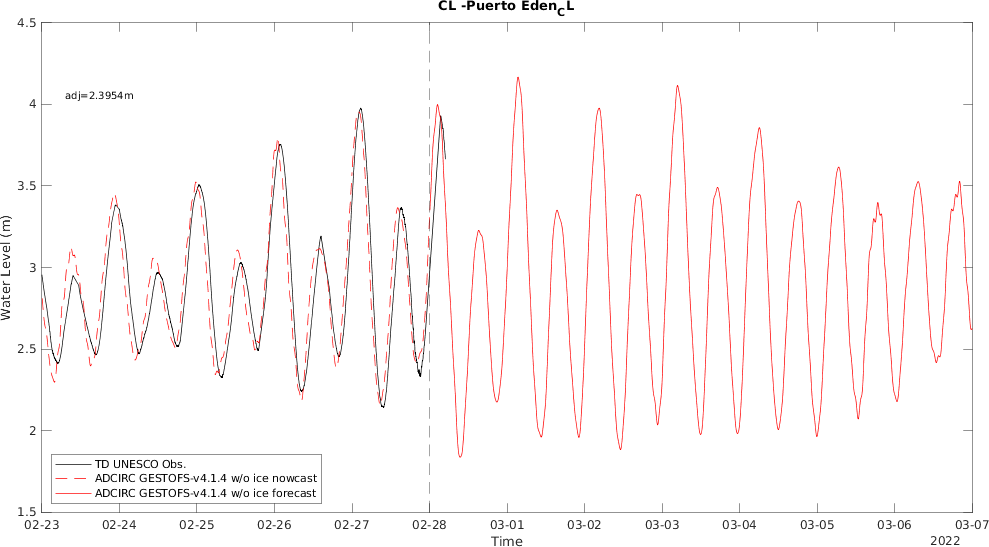 CL -Puerto Eden_CL
4.5
adj=2.3954m
4
3.5
3
2.5
2
1.5
Water Level (m)
TD UNESCO Obs.
ADCIRC GESTOFS-v4.1.4 w/o ice nowcast
ADCIRC GESTOFS-v4.1.4 w/o ice forecast
02-23 02-24 02-25 02-26 02-27 02-28 03-01 03-02 03-03 03-04 03-05 03-06 03-07
Time
2022